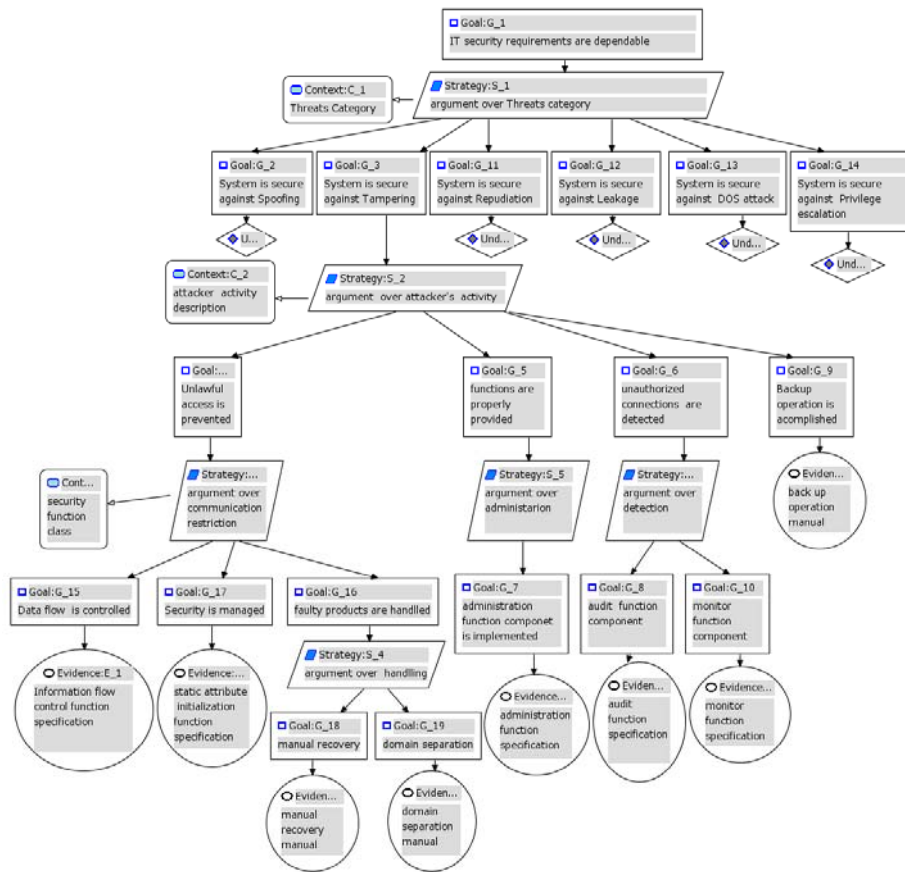 Goal:G_1
IT security requirements are dependable
Strategy:S_1
argument over Threats category
Context:C_1
Threats Category
Goal:G_2
System is secure
against Spoofing
Goal:G_3
System is secure
against Tampering
Goal:G_11
System is secure
against Repudiation
Goal:G_12
System is secure
against Leakage
Goal:G_13
System is secure
against DOS attack
Goal:G_14
System is secure
against Privilege
escalation
U...
Und...
Und...
Und...
Und...
Context:C_2
attacker activity
description
Strategy:S_2
argument over attacker's activity
Goal:...
Unlawful
access is
prevented
Goal:G_5
functions are
properly
provided
Goal:G_6
unauthorized
connections are
detected
Goal:G_9
Backup
operation is
acomplished
Cont...
security
function
class
Strategy:...
argument over
communication
restriction
Strategy:S_5
argument over
administarion
Strategy:...
argument over
detection
Eviden...
back up
operation
manual
Goal:G_15
Data flow is controlled
Goal:G_17
Security is managed
Goal:G_16
faulty products are handlled
Goal:G_7
administration
function componet
is implemented
Goal:G_8
audit function
component
Goal:G_10
monitor
function
component
Strategy:S_4
argument over handlling
Evidence:E_1
Information flow
control function
specification
Evidence:...
static attribute
initialization
function
specification
Evidence...
administration
function
specification
Eviden...
audit
function
specification
Evidence...
monitor
function
specification
Goal:G_18
manual recovery
Goal:G_19
domain separation
Eviden...
manual
recovery
manual
Eviden...
domain
separation
manual